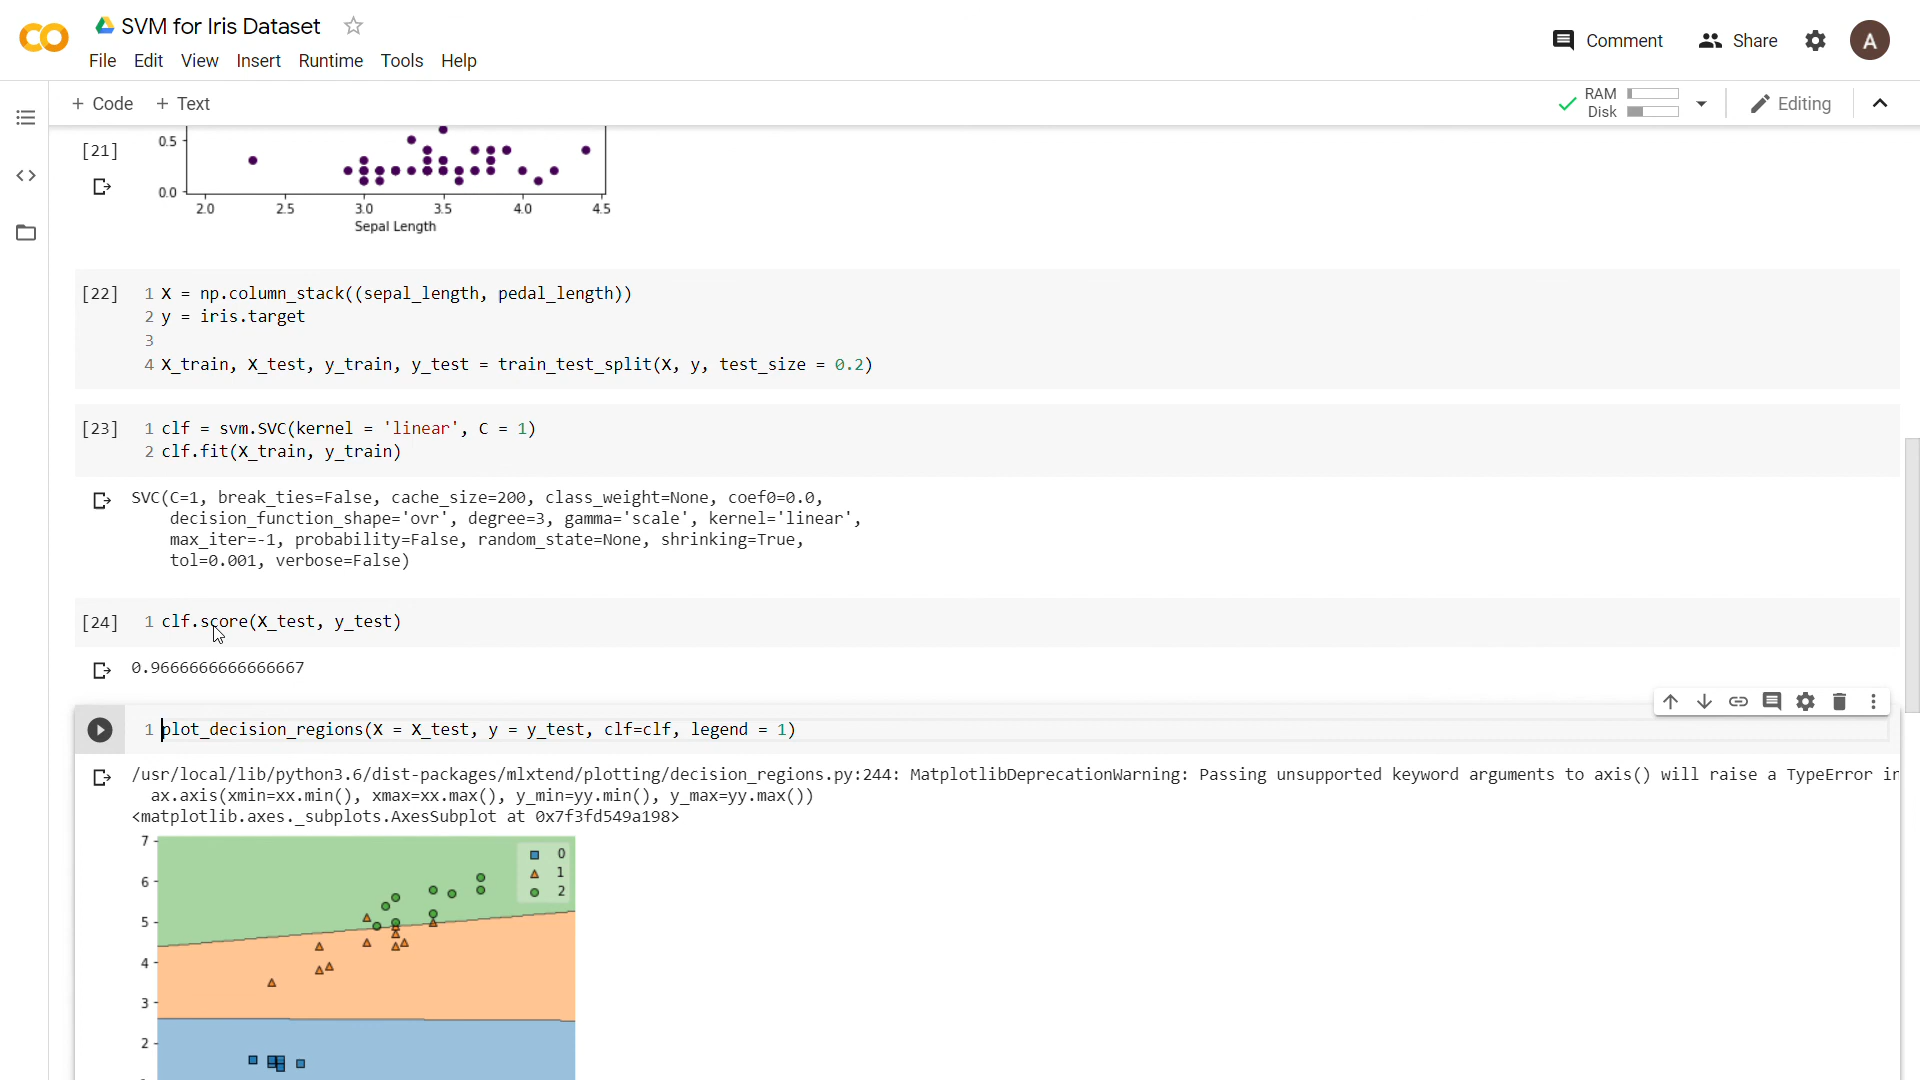 SVM for Iris Dataset
File Edit View Insert Runtime Tools Help
Comment
Share
A
+ Code + Text
RAM
Disk
Editing
[21]
0.5
0.0
2.0 2.5 3.0 3.5 4.0 4.5
Sepal Length
[22]
1 X = np.column_stack((sepal_length, pedal_length))
2 y = iris.target
3
4 X_train, X_test, y_train, y_test = train_test_split(X, y, test_size = 0.2)
[23]
1 clf = svm.SVC(kernel = 'linear', C = 1)
2 clf.fit(X_train, y_train)
SVC(C=1, break_ties=False, cache_size=200, class_weight=None, coef0=0.0,
decision_function_shape='ovr', degree=3, gamma='scale', kernel='linear',
max_iter=-1, probability=False, random_state=None, shrinking=True,
tol=0.001, verbose=False)
[24]
1 clf.score(X_test, y_test)
0.9666666666666667
1 plot_decision_regions(X = X_test, y = y_test, clf=clf, legend = 1)
/usr/local/lib/python3.6/dist-packages/mlxtend/plotting/decision_regions.py:244: MatplotlibDeprecationWarning: Passing unsupported keyword arguments to axis() will raise a TypeError in
ax.axis(xmin=xx.min(), xmax=xx.max(), y_min=yy.min(), y_max=yy.max())
<matplotlib.axes._subplots.AxesSubplot at 0x7f3fd549a198>
7
6
5
4
3
2
0
1
2